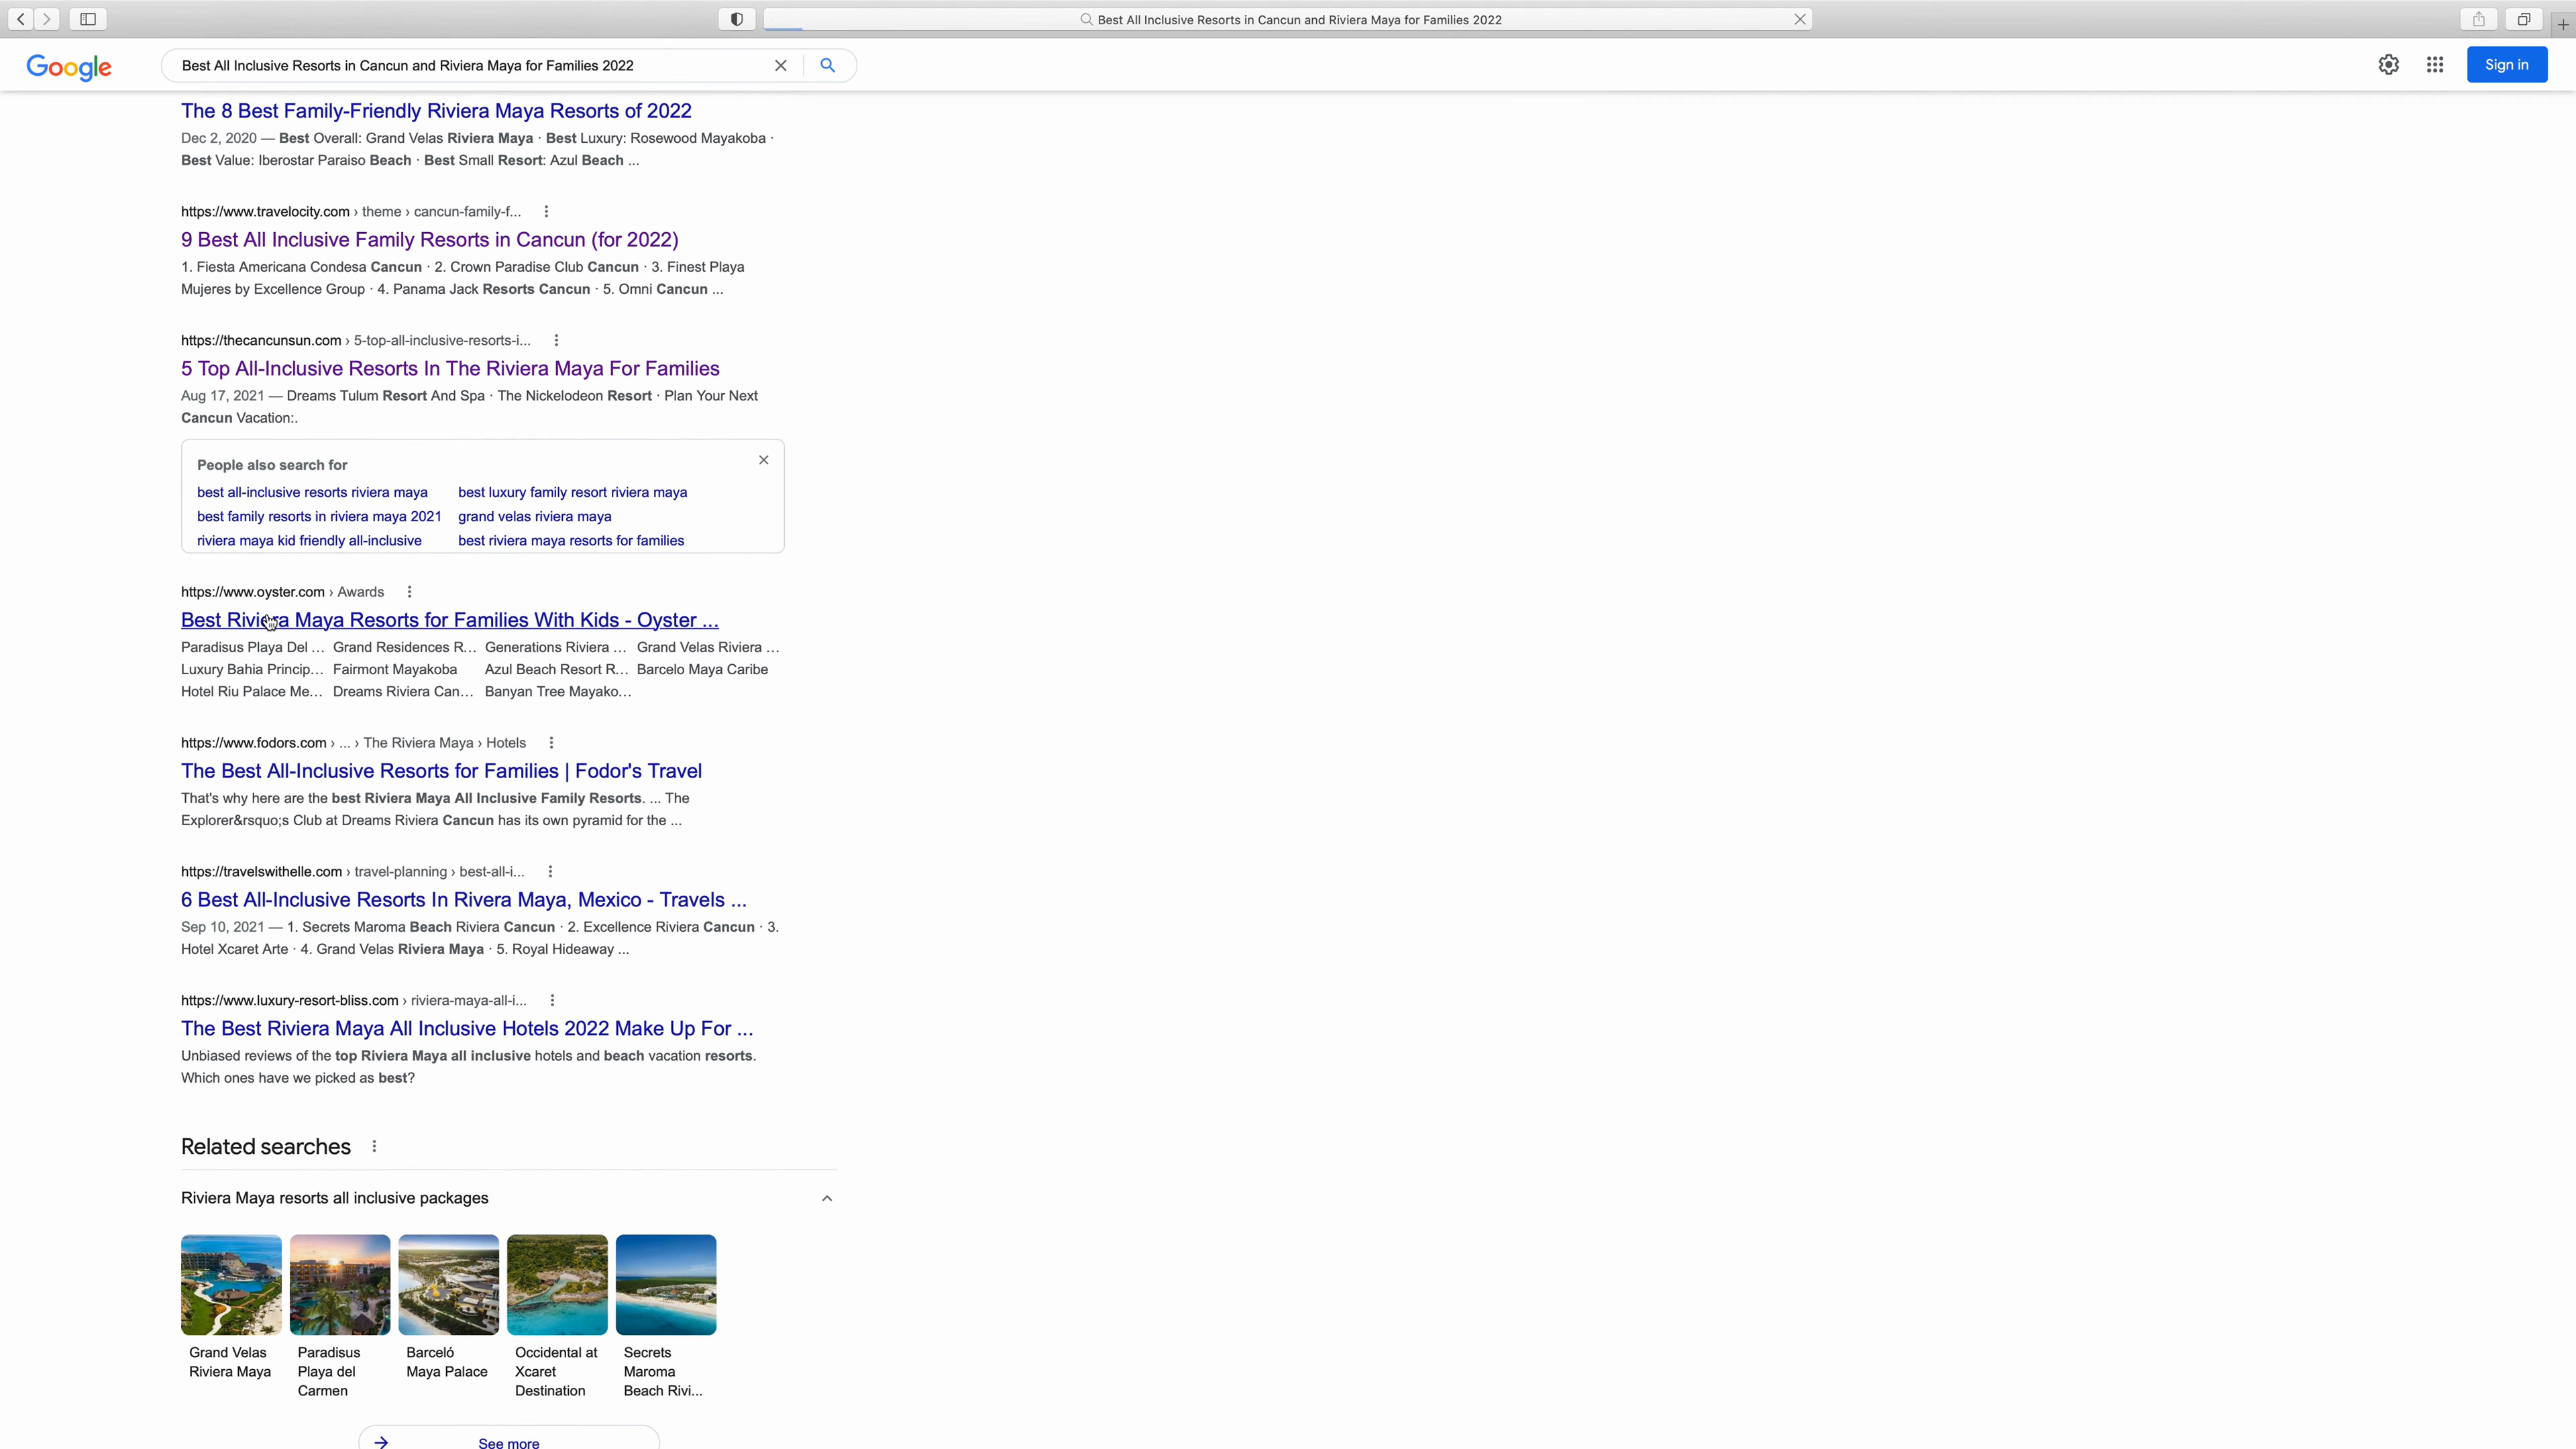 Best All Inclusive Resorts in Cancun and Riviera Maya for Families 2022
Google
Best All Inclusive Resorts in Cancun and Riviera Maya for Families 2022
Sign in
The 8 Best Family-Friendly Riviera Maya Resorts of 2022
Dec 2, 2020 — Best Overall: Grand Velas Riviera Maya · Best Luxury: Rosewood Mayakoba ·
Best Value: Iberostar Paraiso Beach · Best Small Resort: Azul Beach ...
https://www.travelocity.com › theme › cancun-family-f...
9 Best All Inclusive Family Resorts in Cancun (for 2022)
1. Fiesta Americana Condesa Cancun · 2. Crown Paradise Club Cancun · 3. Finest Playa
Mujeres by Excellence Group · 4. Panama Jack Resorts Cancun · 5. Omni Cancun ...
https://thecancunsun.com › 5-top-all-inclusive-resorts-i...
5 Top All-Inclusive Resorts In The Riviera Maya For Families
Aug 17, 2021 — Dreams Tulum Resort And Spa · The Nickelodeon Resort · Plan Your Next
Cancun Vacation:.
People also search for
best all-inclusive resorts riviera maya best luxury family resort riviera maya
best family resorts in riviera maya 2021 grand velas riviera maya
riviera maya kid friendly all-inclusive best riviera maya resorts for families
https://www.oyster.com › Awards
Best Riviera Maya Resorts for Families With Kids - Oyster ...
Paradisus Playa Del ... Grand Residences R... Generations Riviera ... Grand Velas Riviera ...
Luxury Bahia Princip... Fairmont Mayakoba Azul Beach Resort R... Barcelo Maya Caribe
Hotel Riu Palace Me... Dreams Riviera Can... Banyan Tree Mayako...
https://www.fodors.com › ... › The Riviera Maya › Hotels
The Best All-Inclusive Resorts for Families | Fodor's Travel
That's why here are the best Riviera Maya All Inclusive Family Resorts. ... The
Explorer&rsquo;s Club at Dreams Riviera Cancun has its own pyramid for the ...
https://travelswithelle.com › travel-planning › best-all-i...
6 Best All-Inclusive Resorts In Rivera Maya, Mexico - Travels ...
Sep 10, 2021 — 1. Secrets Maroma Beach Riviera Cancun · 2. Excellence Riviera Cancun · 3.
Hotel Xcaret Arte · 4. Grand Velas Riviera Maya · 5. Royal Hideaway ...
https://www.luxury-resort-bliss.com › riviera-maya-all-i...
The Best Riviera Maya All Inclusive Hotels 2022 Make Up For ...
Unbiased reviews of the top Riviera Maya all inclusive hotels and beach vacation resorts.
Which ones have we picked as best?
Related searches
Riviera Maya resorts all inclusive packages
Grand Velas Paradisus Barceló Occidental at Secrets
Riviera Maya Playa del Maya Palace Xcaret Maroma
Carmen Destination Beach Rivi...
See more